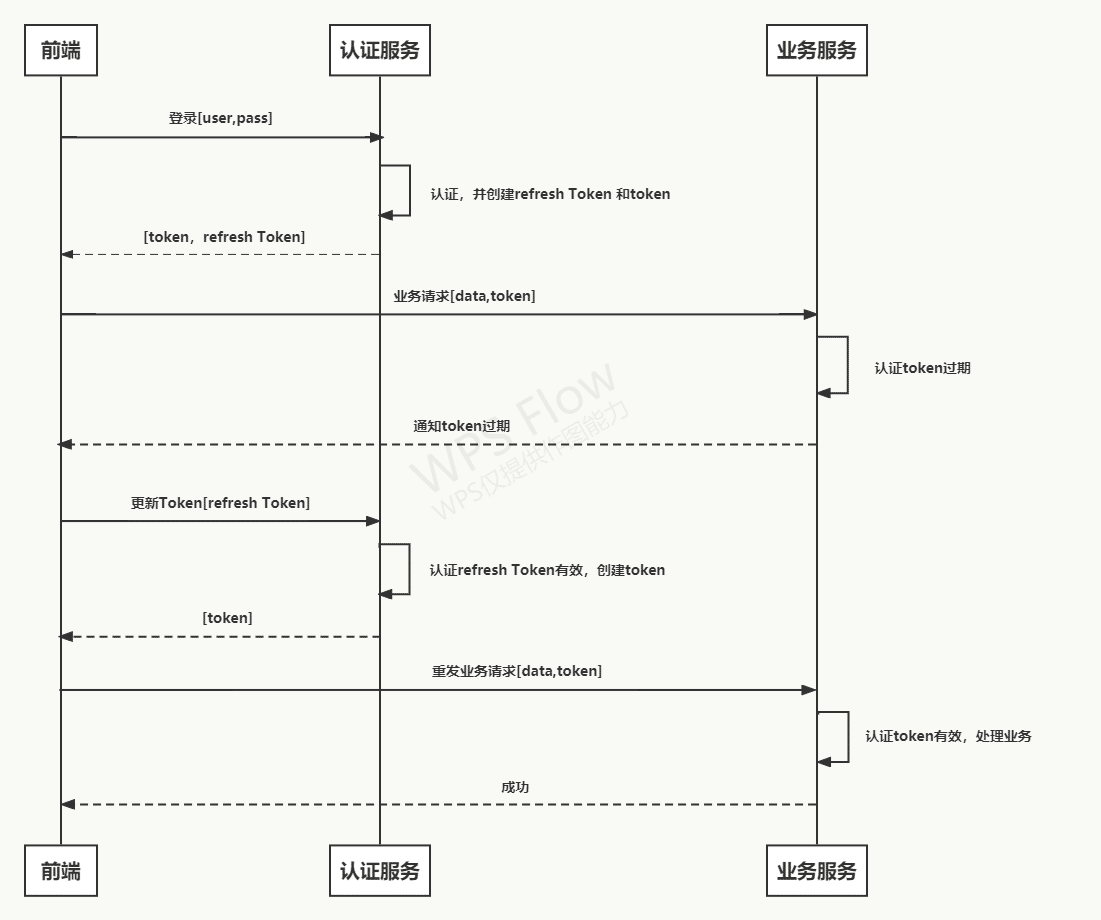 前端
认证服务
业务服务
登录[user,pass]
认证，并创建refresh Token 和token
[token，refresh Token]
业务请求[data,token]
认证token过期
通知token过期
WPS Flow
WPS仅提供作图能力
更新Token[refresh Token]
认证refresh Token有效，创建token
[token]
重发业务请求[data,token]
认证token有效，处理业务
成功
前端
认证服务
业务服务